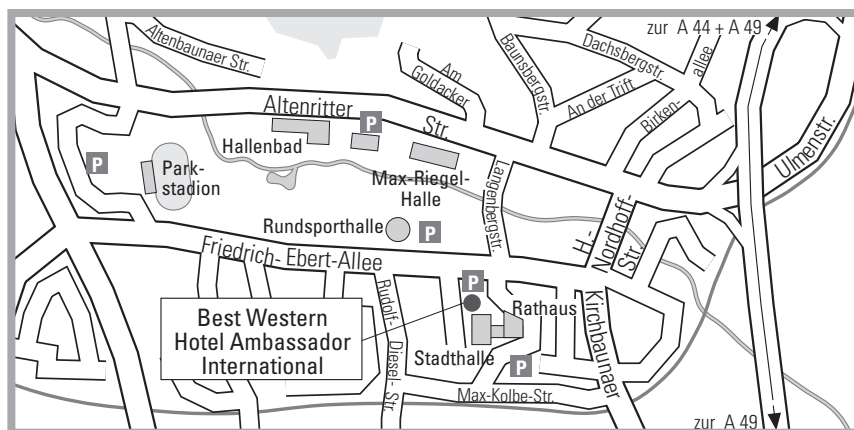 zur A 44 + A 49
Altenbaunaer Str.
Am
Goldacker
Baunsbergstr.
Dachsbergstr.
An der Trift
Birken-
allee
Ulmenstr.
Altenritter
Str.
P
Hallenbad
P
Park-
stadion
Max-Riegel-
Halle
Langenbergstr.
H.-
Nordhoff-
Str.
Rundsporthalle
P
Friedrich-Ebert-Allee
P
Rathaus
Kirchbaunaer
Best Western
Hotel Ambassador
International
Rudolf-
Diesel-Str.
Stadthalle
P
Max-Kolbe-Str.
zur A 49